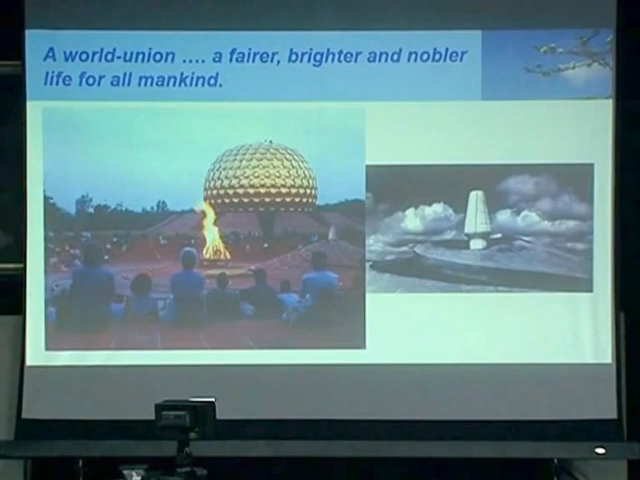 A world-union .... a fairer, brighter and nobler
life for all mankind.